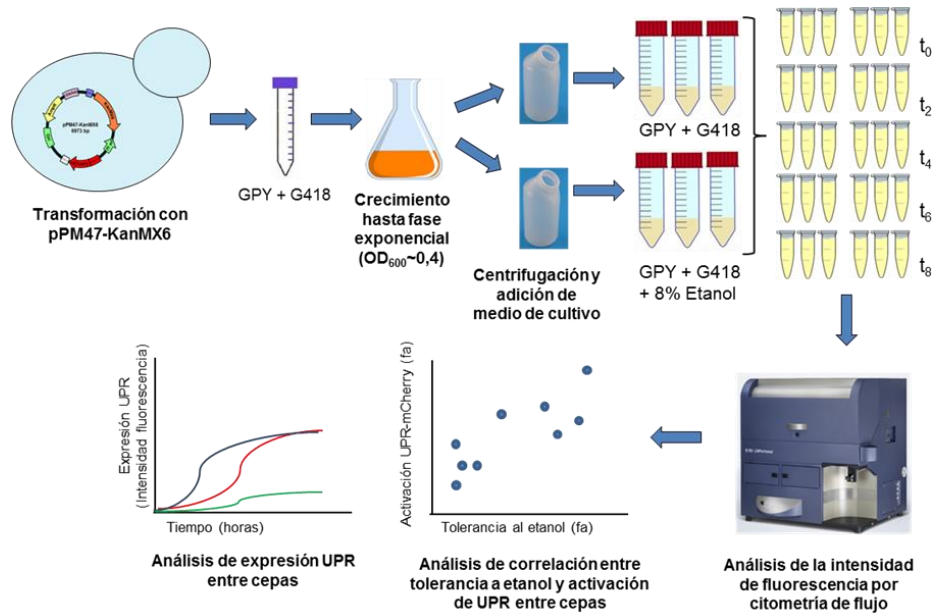 pPM47-KanMX6
8973 bp
Transformación con
pPM47-KanMX6
GPY + G418
Crecimiento
hasta fase
exponencial
(OD600~0,4)
Centrifugación y
adición de
medio de cultivo
GPY + G418
GPY + G418
+ 8% Etanol
t0
t2
t4
t6
t8
Expresión UPR
(Intensidad fluorescencia)
Tiempo (horas)
Análisis de expresión UPR
entre cepas
Activación UPR-mCherry (fa)
Tolerancia al etanol (fa)
Análisis de correlación entre
tolerancia a etanol y activación
de UPR entre cepas
Análisis de la intensidad
de fluorescencia por
citometría de flujo